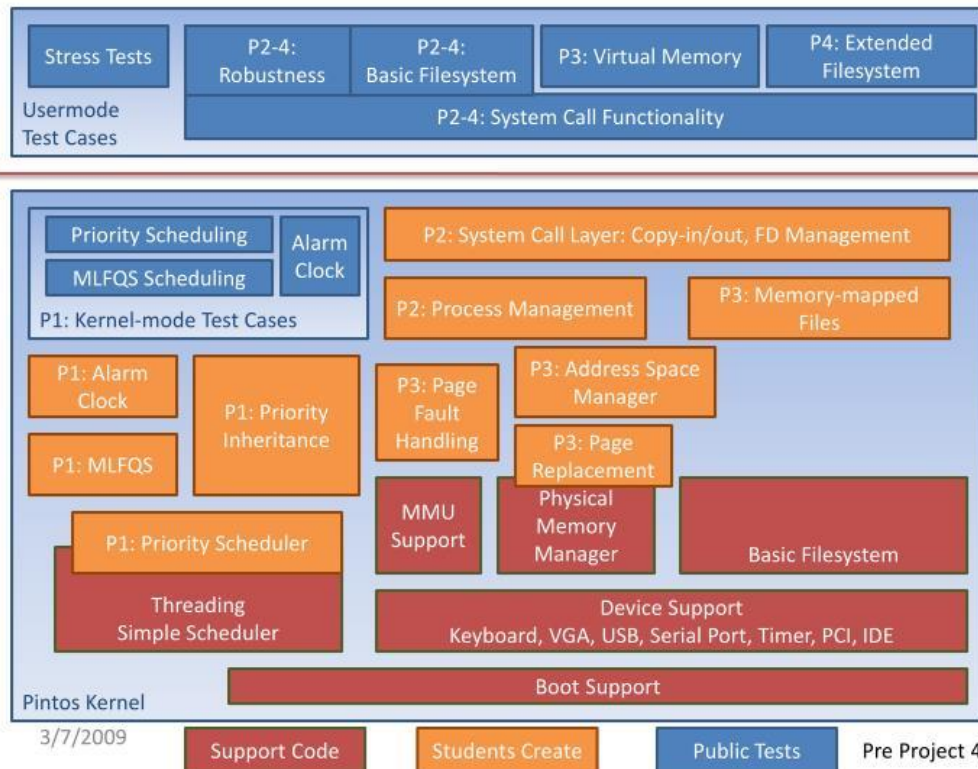 Stress Tests
P2-4:
Robustness
P2-4:
Basic Filesystem
P3: Virtual Memory
P4: Extended
Filesystem
Usermode
Test Cases
P2-4: System Call Functionality
Priority Scheduling
MLFQS Scheduling
Alarm
Clock
P1: Kernel-mode Test Cases
P2: System Call Layer: Copy-in/out, FD Management
P2: Process Management
P3: Memory-mapped
Files
P1: Alarm
Clock
P1: MLFQS
P1: Priority
Inheritance
P3: Page
Fault
Handling
P3: Address Space
Manager
P3: Page
Replacement
P1: Priority Scheduler
Threading
Simple Scheduler
MMU
Support
Physical
Memory
Manager
Basic Filesystem
Device Support
Keyboard, VGA, USB, Serial Port, Timer, PCI, IDE
Boot Support
Pintos Kernel
3/7/2009
Support Code
Students Create
Public Tests
Pre Project 4